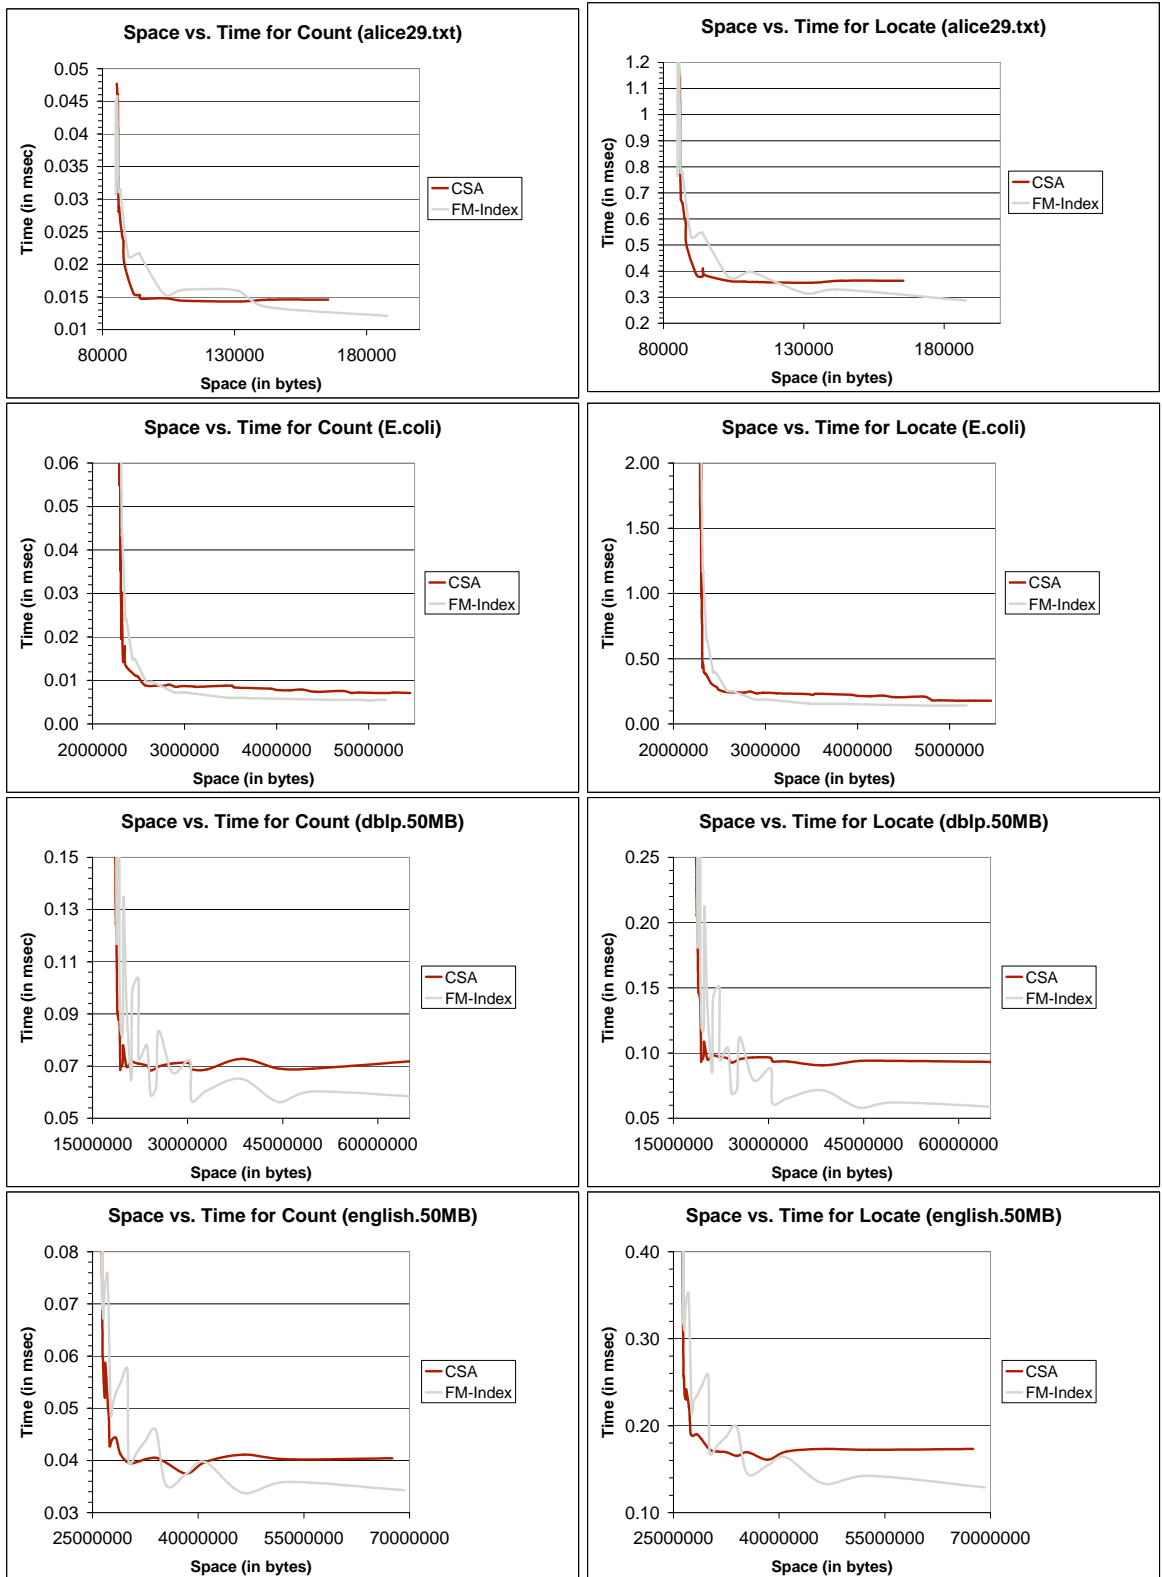 Space vs. Time for Count (alice29.txt)
0.05
0.045
0.04
0.035
0.03
0.025
0.02
0.015
0.01
80000 130000 180000
Time (in msec)
Space (in bytes)
CSA
FM-Index
Space vs. Time for Locate (alice29.txt)
1.2
1.1
1
0.9
0.8
0.7
0.6
0.5
0.4
0.3
0.2
80000 130000 180000
Time (in msec)
Space (in bytes)
CSA
FM-Index
Space vs. Time for Count (E.coli)
0.06
0.05
0.04
0.03
0.02
0.01
0.00
2000000 3000000 4000000 5000000
Time (in msec)
Space (in bytes)
CSA
FM-Index
Space vs. Time for Locate (E.coli)
2.00
1.50
1.00
0.50
0.00
2000000 3000000 4000000 5000000
Time (in msec)
Space (in bytes)
CSA
FM-Index
Space vs. Time for Count (dblp.50MB)
0.15
0.13
0.11
0.09
0.07
0.05
15000000 30000000 45000000 60000000
Time (in msec)
Space (in bytes)
CSA
FM-Index
Space vs. Time for Locate (dblp.50MB)
0.25
0.20
0.15
0.10
0.05
15000000 30000000 45000000 60000000
Time (in msec)
Space (in bytes)
CSA
FM-Index
Space vs. Time for Count (english.50MB)
0.08
0.07
0.06
0.05
0.04
0.03
25000000 40000000 55000000 70000000
Time (in msec)
Space (in bytes)
CSA
FM-Index
Space vs. Time for Locate (english.50MB)
0.40
0.30
0.20
0.10
25000000 40000000 55000000 70000000
Time (in msec)
Space (in bytes)
CSA
FM-Index